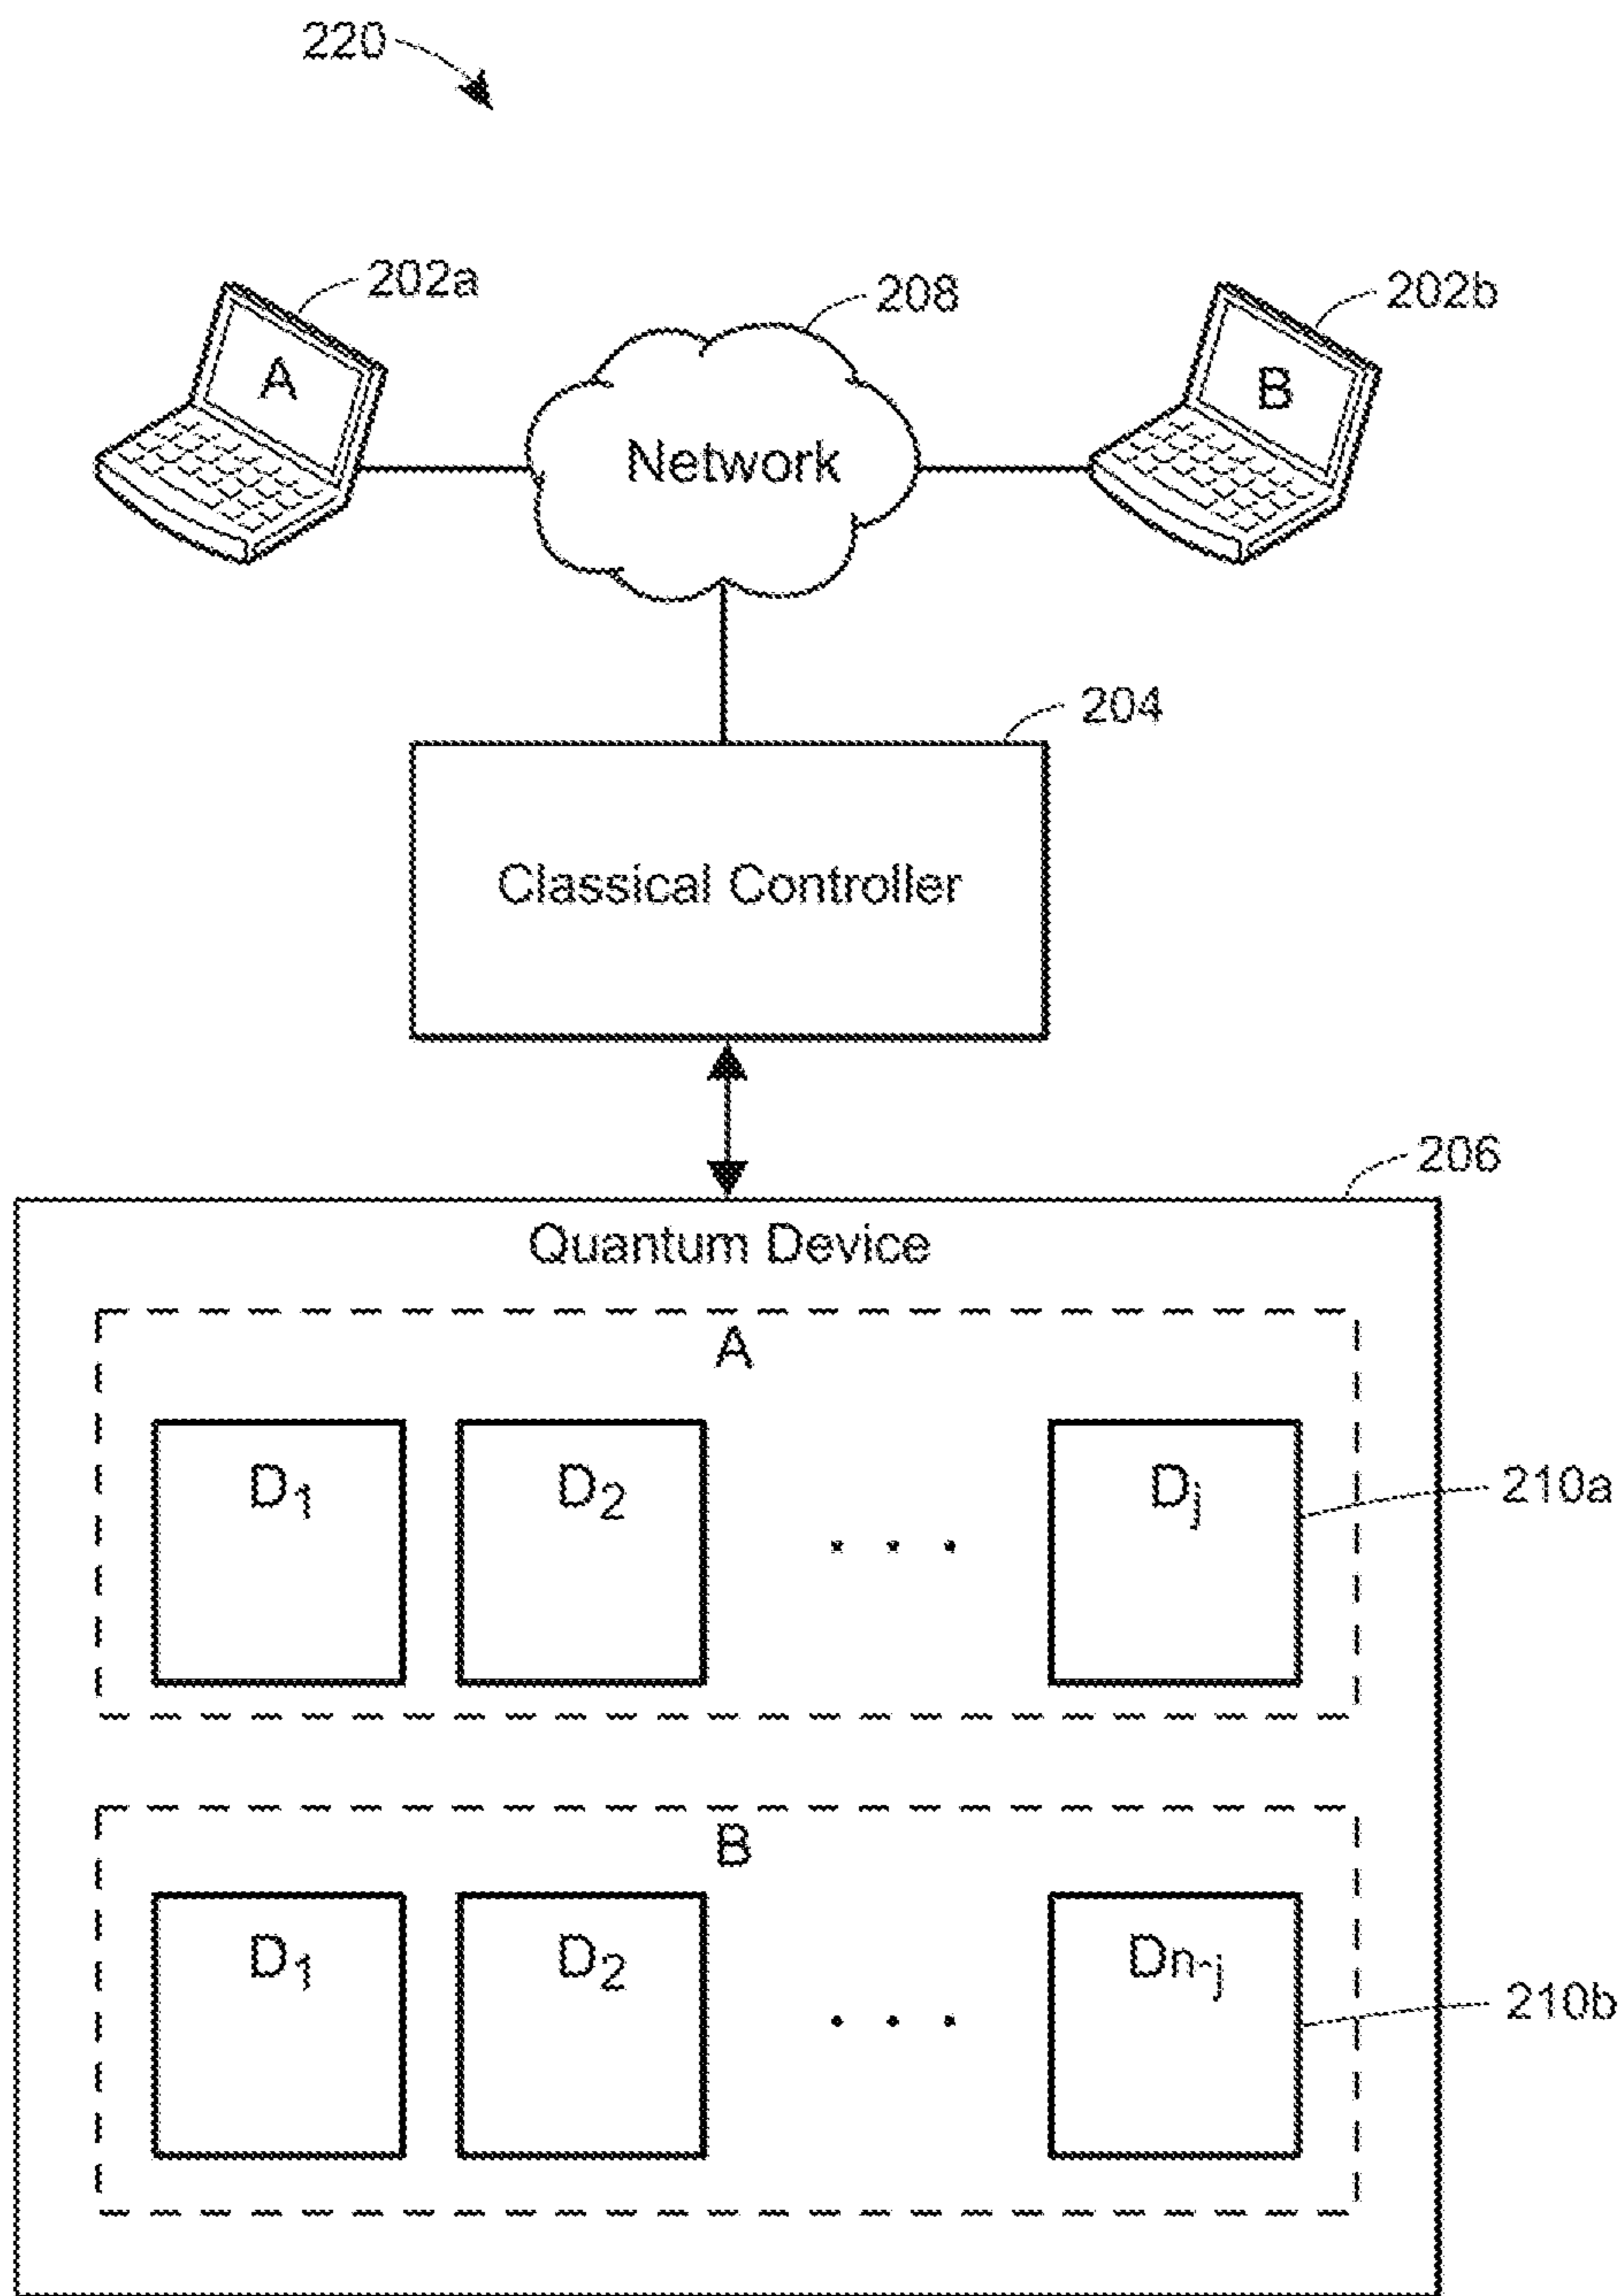 220
202a
208
202b
A
Network
B
204
Classical Controller
206
Quantum Device
A
D1
D2
. . .
Dj
210a
B
D1
D2
. . .
Dn-j
210b